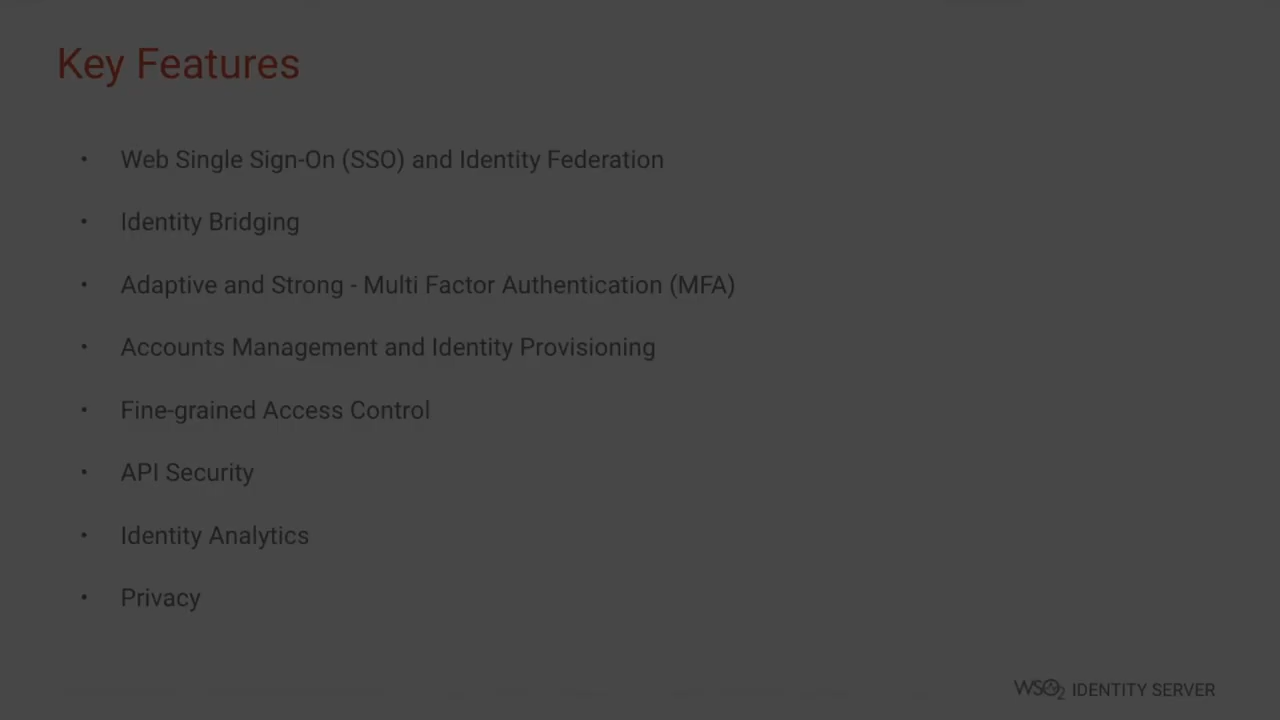 Key Features
• Web Single Sign-On (SSO) and Identity Federation
• Identity Bridging
• Adaptive and Strong - Multi Factor Authentication (MFA)
• Accounts Management and Identity Provisioning
• Fine-grained Access Control
• API Security
• Identity Analytics
• Privacy
WSO2 IDENTITY SERVER